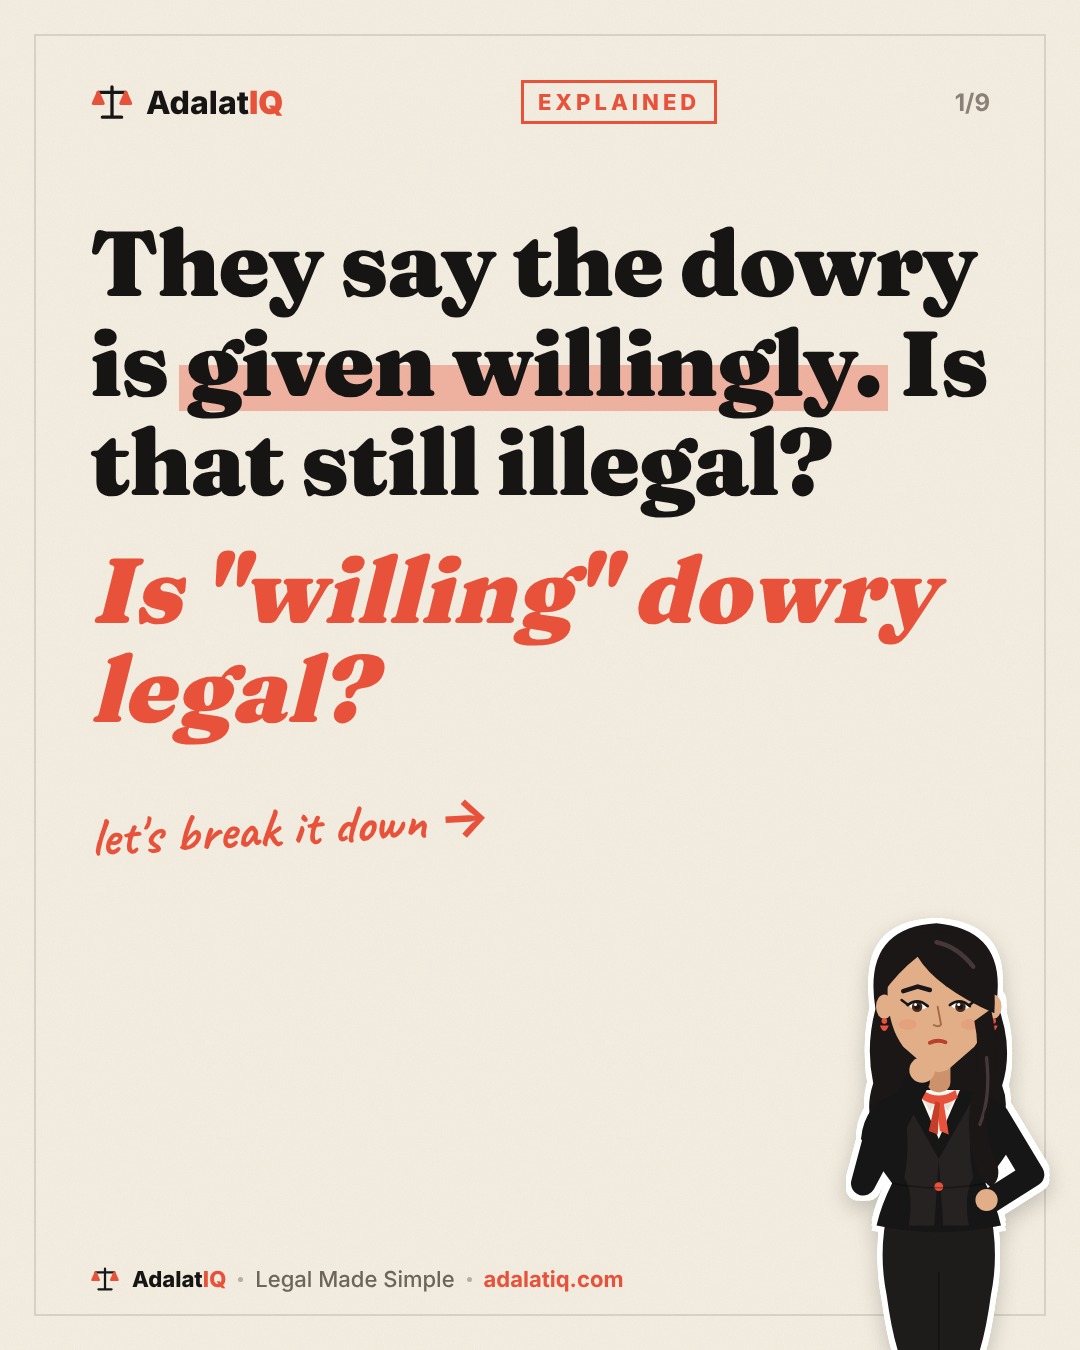 AdalatIQ
EXPLAINED
1/9
They say the dowry
is given willingly. Is
that still illegal?
Is "willing" dowry
legal?
let's break it down →
AdalatIQ • Legal Made Simple • adalatiq.com